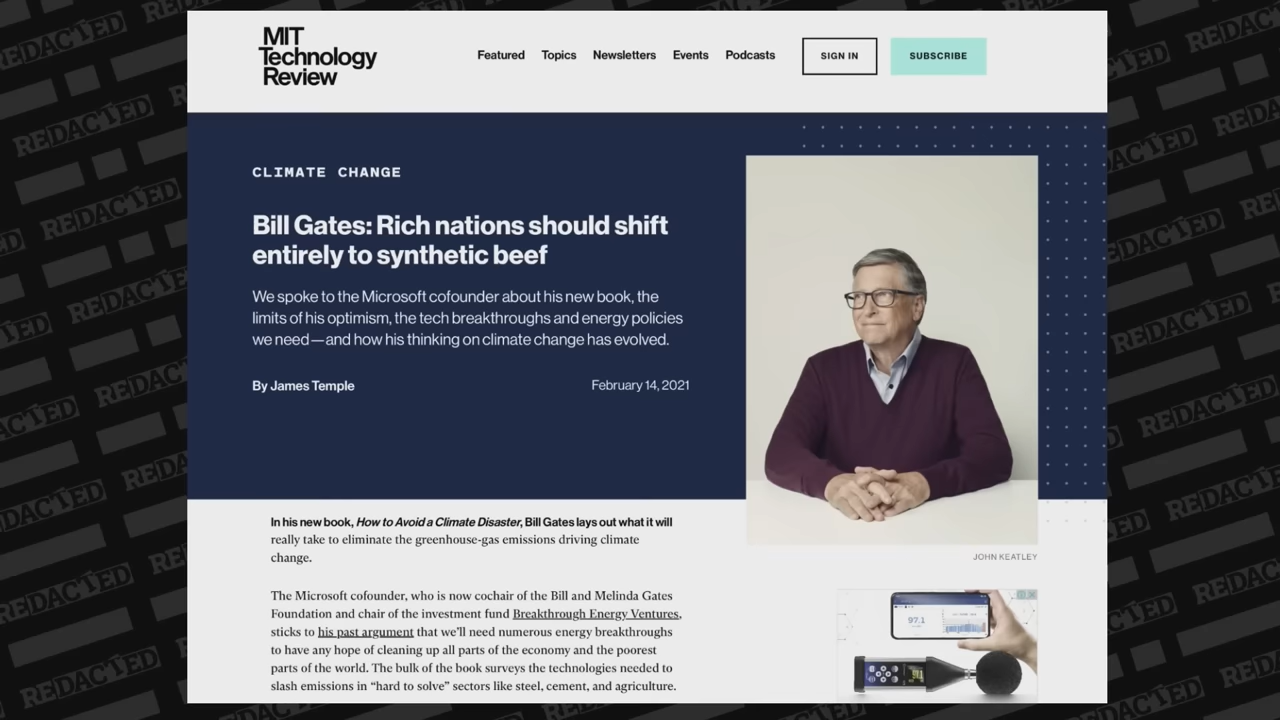 MIT
Technology
Review
Featured Topics Newsletters Events Podcasts SIGN IN SUBSCRIBE
CLIMATE CHANGE
Bill Gates: Rich nations should shift
entirely to synthetic beef
We spoke to the Microsoft cofounder about his new book, the
limits of his optimism, the tech breakthroughs and energy policies
we need—and how his thinking on climate change has evolved.
By James Temple February 14, 2021
In his new book, How to Avoid a Climate Disaster, Bill Gates lays out what it will
really take to eliminate the greenhouse-gas emissions driving climate
change.
JOHN KEATLEY
The Microsoft cofounder, who is now cochair of the Bill and Melinda Gates
Foundation and chair of the investment fund Breakthrough Energy Ventures,
sticks to his past argument that we'll need numerous energy breakthroughs
to have any hope of cleaning up all parts of the economy and the poorest
parts of the world. The bulk of the book surveys the technologies needed to
slash emissions in “hard to solve” sectors like steel, cement, and agriculture.
97.1
REDACTED
REDACTED
REDACTED
REDACTED
REDACTED
REDACTED